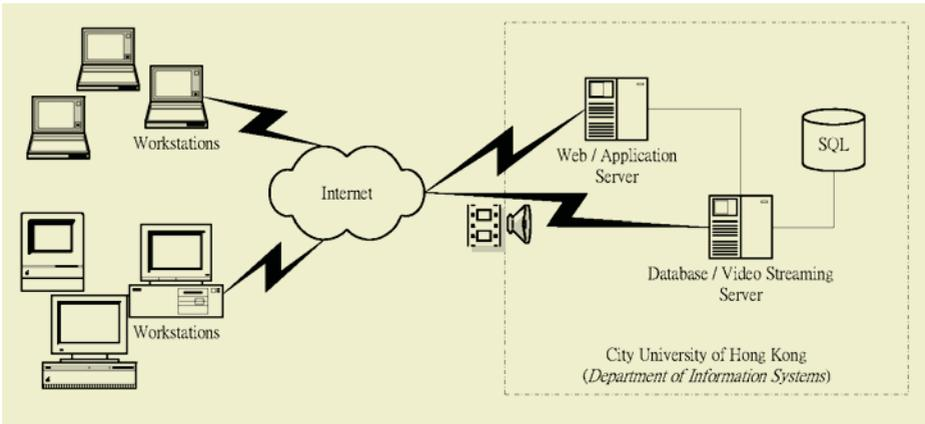 Workstations
Internet
Web / Application
Server
SQL
Database / Video Streaming
Server
Workstations
City University of Hong Kong
(Department of Information Systems)